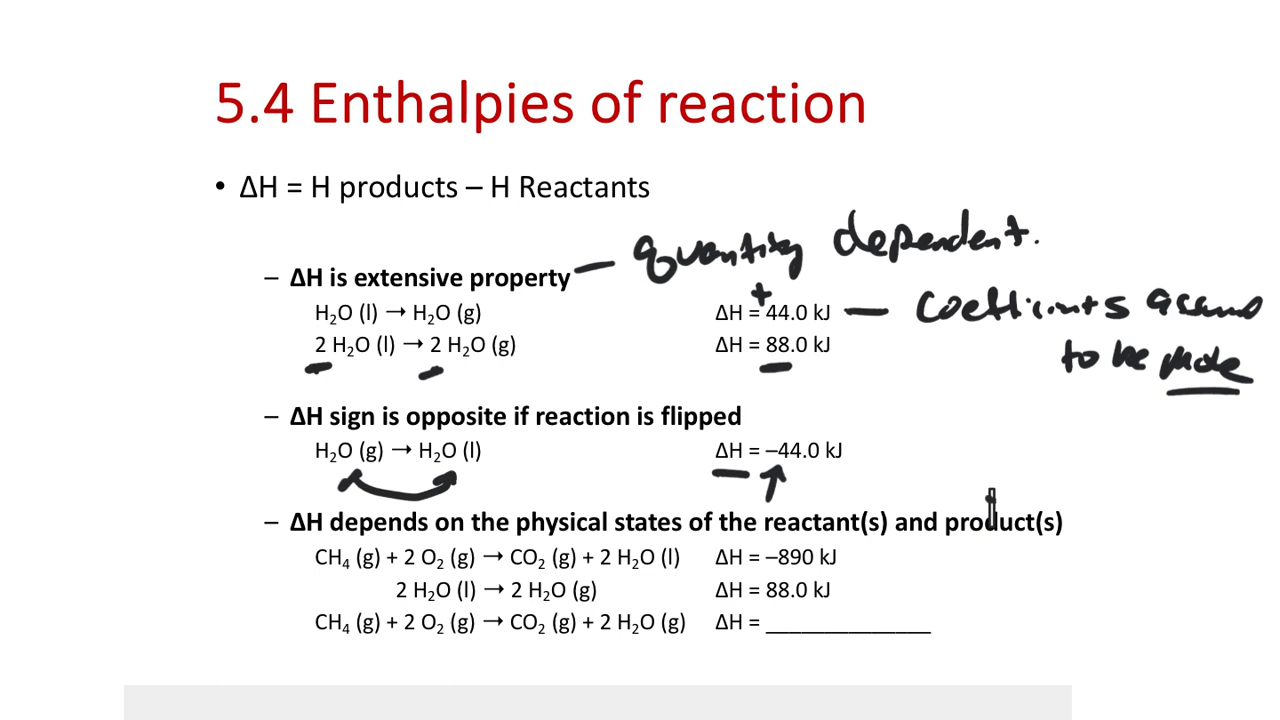 5.4 Enthalpies of reaction
• ΔH = H products – H Reactants
– ΔH is extensive property — quantity dependent.
H₂O (l) → H₂O (g) ΔH = +44.0 kJ — coefficients assumed
2 H₂O (l) → 2 H₂O (g) ΔH = 88.0 kJ to be mole
– ΔH sign is opposite if reaction is flipped
H₂O (g) → H₂O (l) ΔH = –44.0 kJ
– ΔH depends on the physical states of the reactant(s) and product(s)
CH₄ (g) + 2 O₂ (g) → CO₂ (g) + 2 H₂O (l) ΔH = –890 kJ
2 H₂O (l) → 2 H₂O (g) ΔH = 88.0 kJ
CH₄ (g) + 2 O₂ (g) → CO₂ (g) + 2 H₂O (g) ΔH = ______________